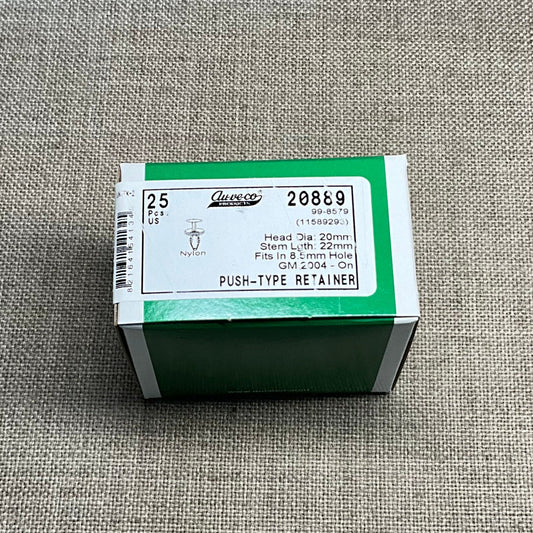 25
Pcs.
US
Auveco
PRODUCTS
20889
99-8579
(11589293)
Nylon
Head Dia: 20mm
Stem Lgth: 22mm
Fits In 8.5mm Hole
GM 2004 - On
PUSH-TYPE RETAINER